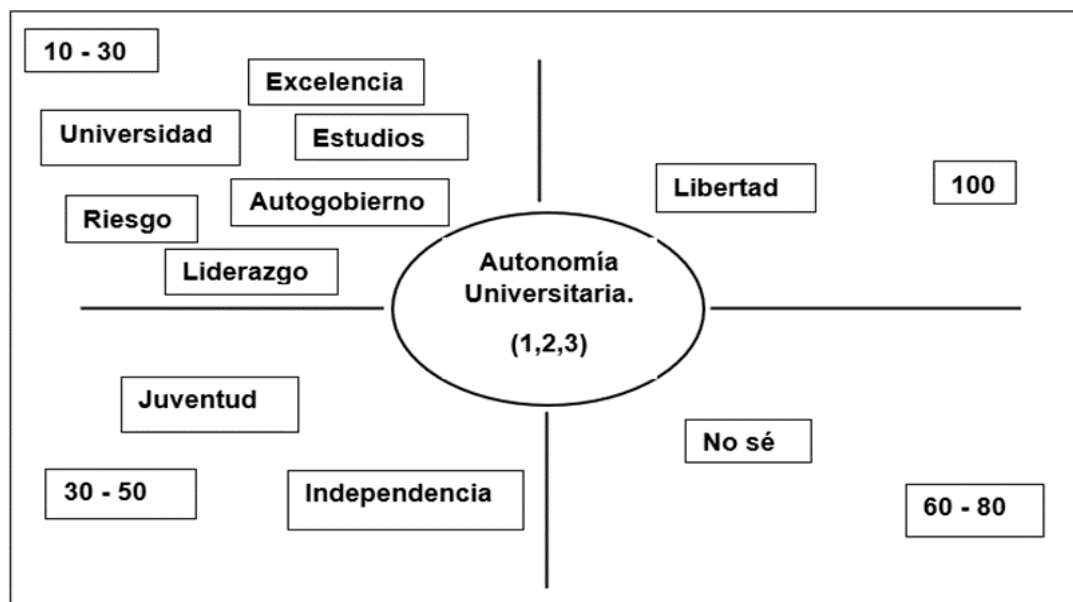 10 - 30
Excelencia
Universidad
Estudios
Autogobierno
Riesgo
Liderazgo
Libertad
100
Autonomía
Universitaria.
(1,2,3)
Juventud
30 - 50
Independencia
No sé
60 - 80